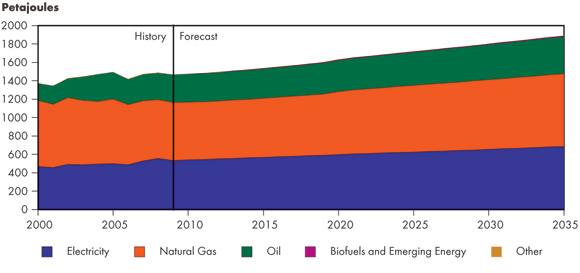 Petajoules
2000
1800
1600
1400
1200
1000
800
600
400
200
0
History Forecast
2000 2005 2010 2015 2020 2025 2030 2035
Electricity Natural Gas Oil Biofuels and Emerging Energy Other